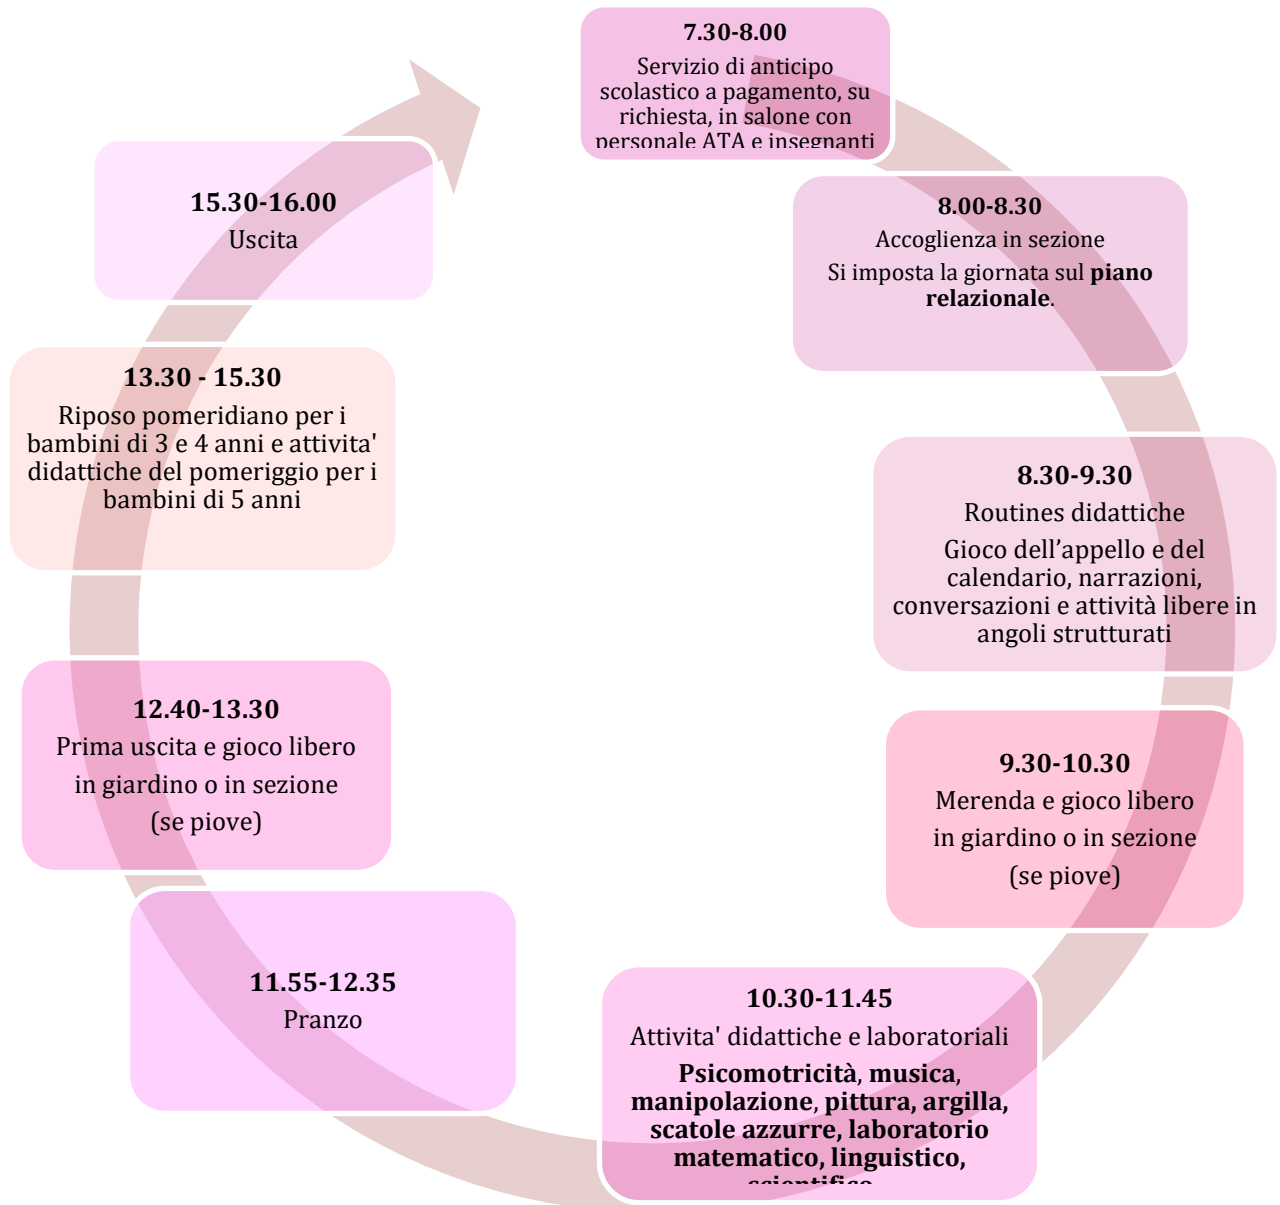 7.30-8.00
Servizio di anticipo
scolastico a pagamento, su
richiesta, in salone con
personale ATA e insegnanti
8.00-8.30
Accoglienza in sezione
Si imposta la giornata sul piano
relazionale.
8.30-9.30
Routines didattiche
Gioco dell’appello e del
calendario, narrazioni,
conversazioni e attività libere in
angoli strutturati
9.30-10.30
Merenda e gioco libero
in giardino o in sezione
(se piove)
10.30-11.45
Attivita' didattiche e laboratoriali
Psicomotricità, musica,
manipolazione, pittura, argilla,
scatole azzurre, laboratorio
matematico, linguistico,
scientifico
11.55-12.35
Pranzo
12.40-13.30
Prima uscita e gioco libero
in giardino o in sezione
(se piove)
13.30 - 15.30
Riposo pomeridiano per i
bambini di 3 e 4 anni e attivita'
didattiche del pomeriggio per i
bambini di 5 anni
15.30-16.00
Uscita